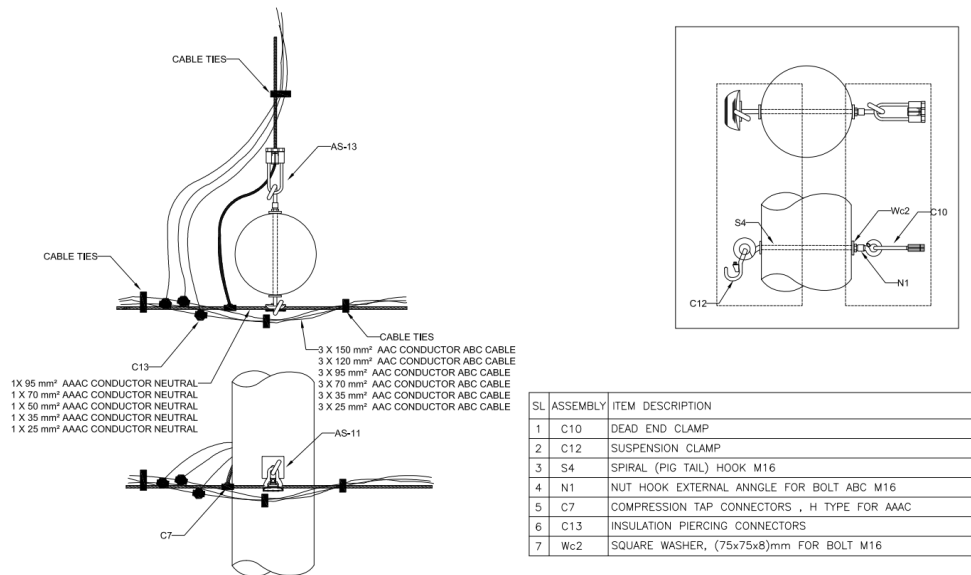 CABLE TIES
AS-13
CABLE TIES
C13
CABLE TIES
3 X 150 mm² AAC CONDUCTOR ABC CABLE
3 X 120 mm² AAC CONDUCTOR ABC CABLE
3 X 95 mm² AAC CONDUCTOR ABC CABLE
3 X 70 mm² AAC CONDUCTOR ABC CABLE
3 X 35 mm² AAC CONDUCTOR ABC CABLE
3 X 25 mm² AAC CONDUCTOR ABC CABLE
1X 95 mm² AAAC CONDUCTOR NEUTRAL
1 X 70 mm² AAAC CONDUCTOR NEUTRAL
1 X 50 mm² AAAC CONDUCTOR NEUTRAL
1 X 35 mm² AAAC CONDUCTOR NEUTRAL
1 X 25 mm² AAAC CONDUCTOR NEUTRAL
AS-11
C7
S4
Wc2
C10
N1
C12
SL ASSEMBLY ITEM DESCRIPTION
1 C10 DEAD END CLAMP
2 C12 SUSPENSION CLAMP
3 S4 SPIRAL (PIG TAIL) HOOK M16
4 N1 NUT HOOK EXTERNAL ANNGLE FOR BOLT ABC M16
5 C7 COMPRESSION TAP CONNECTORS , H TYPE FOR AAAC
6 C13 INSULATION PIERCING CONNECTORS
7 Wc2 SQUARE WASHER, (75x75x8)mm FOR BOLT M16